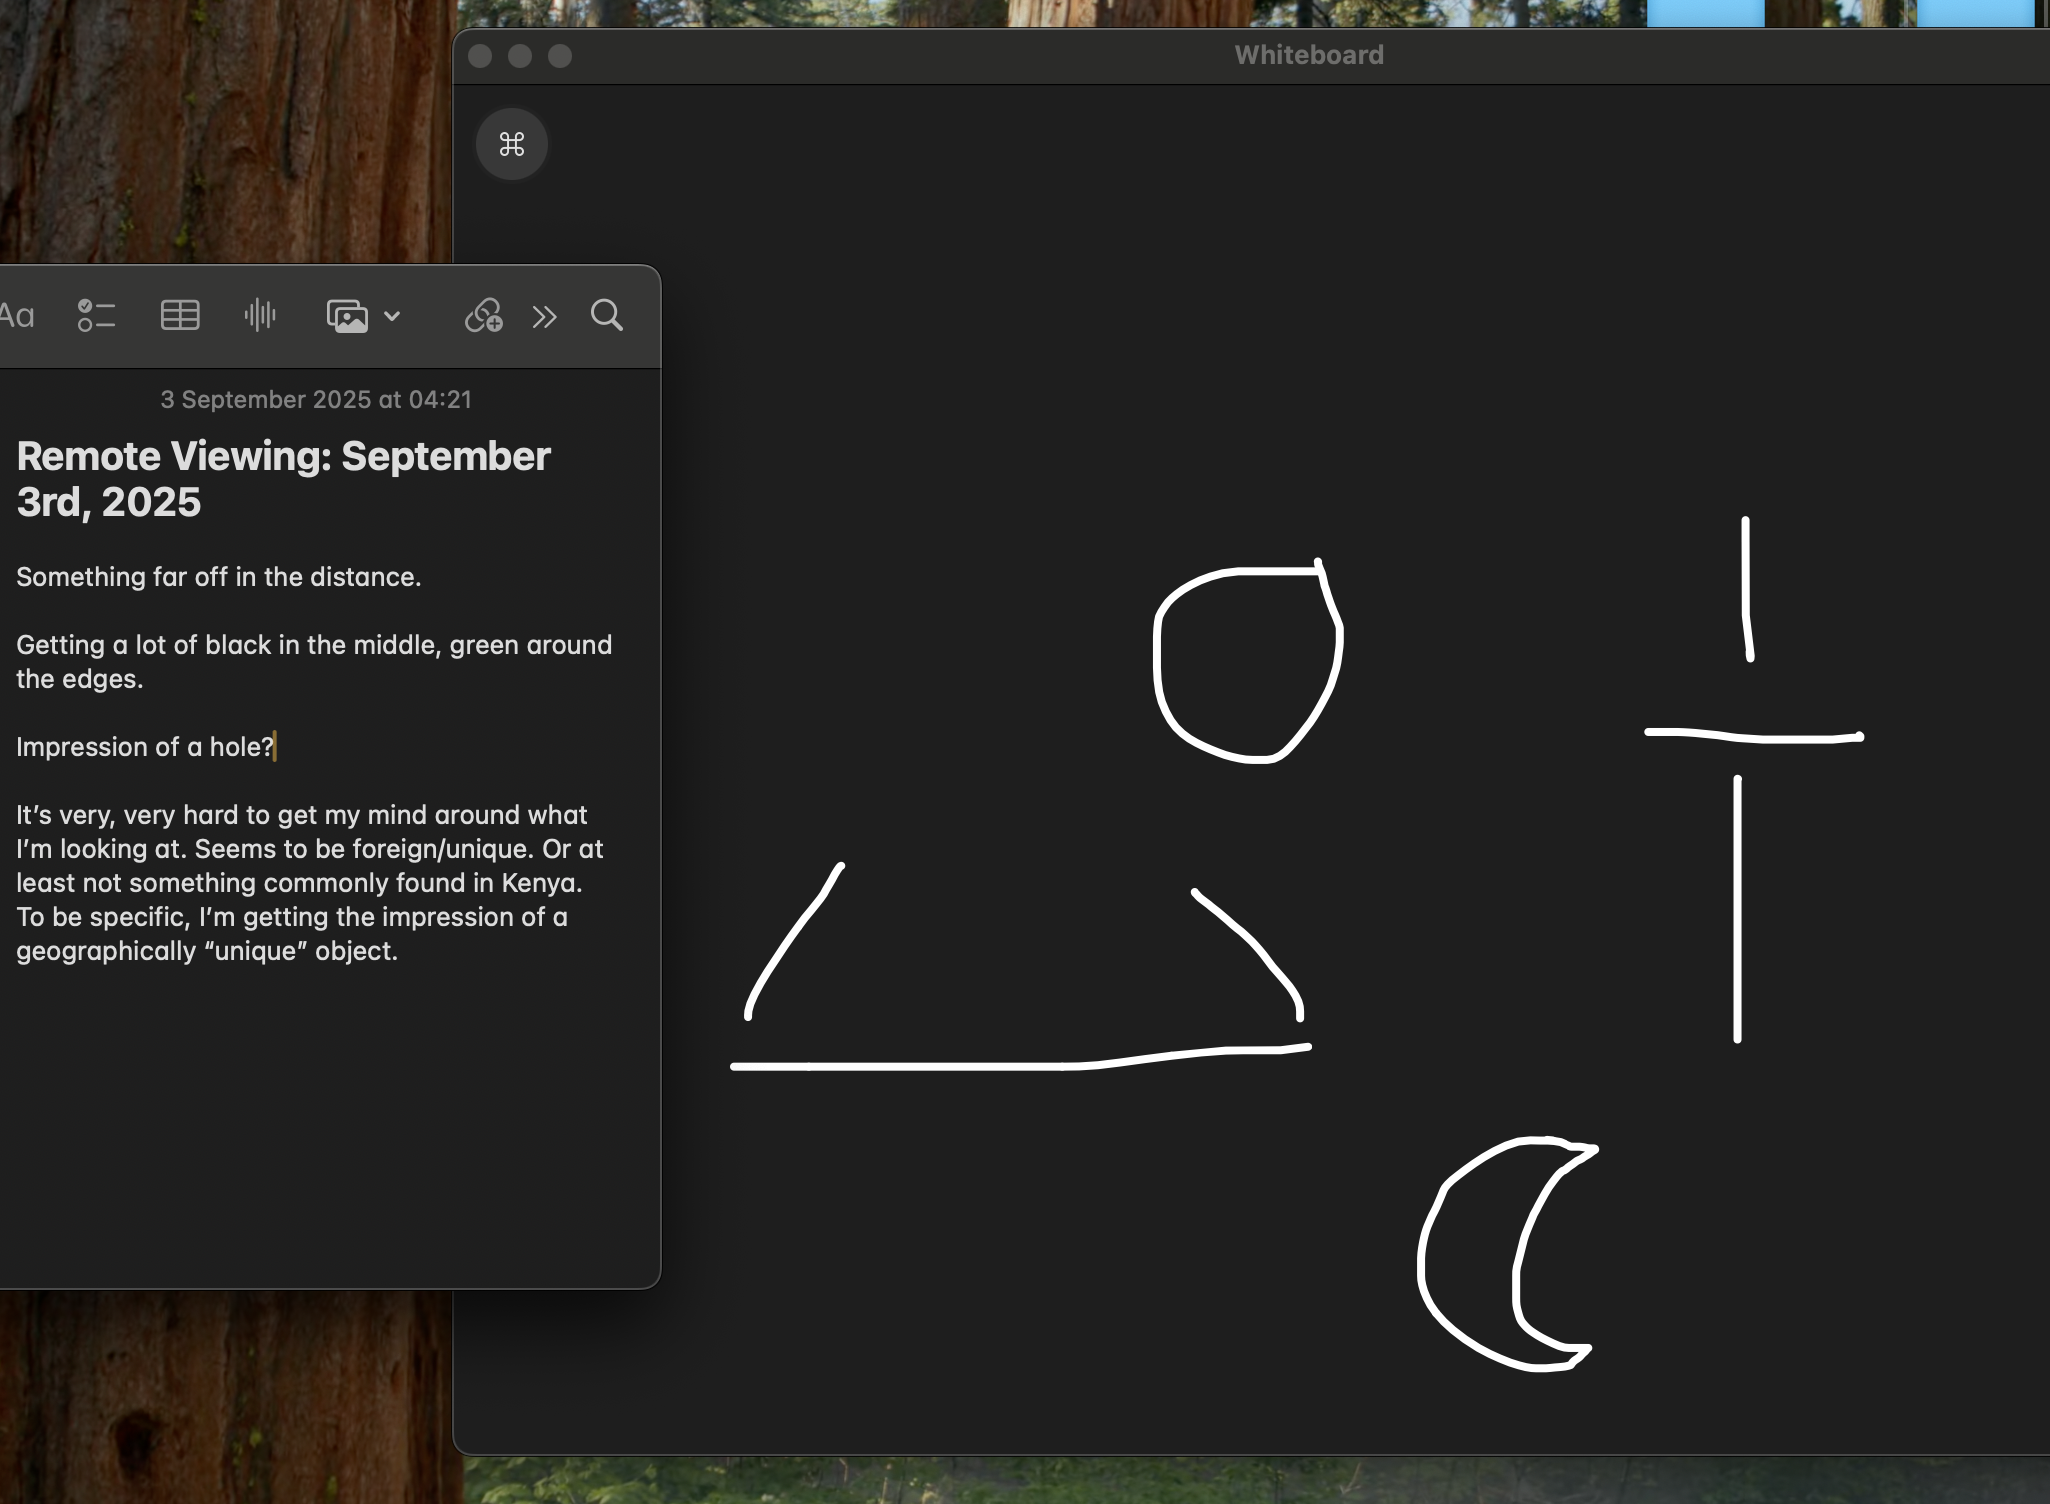 Whiteboard
Aa
3 September 2025 at 04:21
Remote Viewing: September
3rd, 2025
Something far off in the distance.
Getting a lot of black in the middle, green around
the edges.
Impression of a hole?
It’s very, very hard to get my mind around what
I’m looking at. Seems to be foreign/unique. Or at
least not something commonly found in Kenya.
To be specific, I’m getting the impression of a
geographically “unique” object.